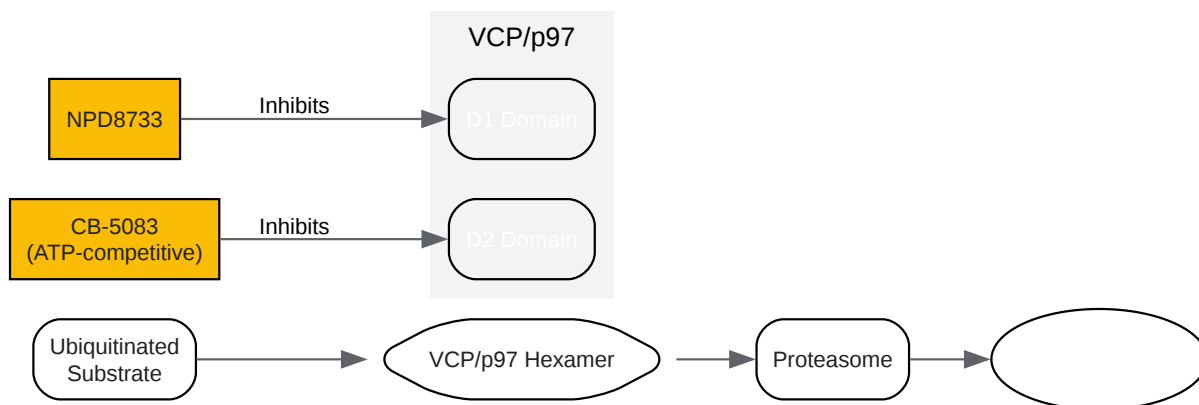 VCP/p97
NPD8733
Inhibits
D1 Domain
CB-5083
(ATP-competitive)
Inhibits
D2 Domain
Ubiquitinated
Substrate
VCP/p97 Hexamer
Proteasome